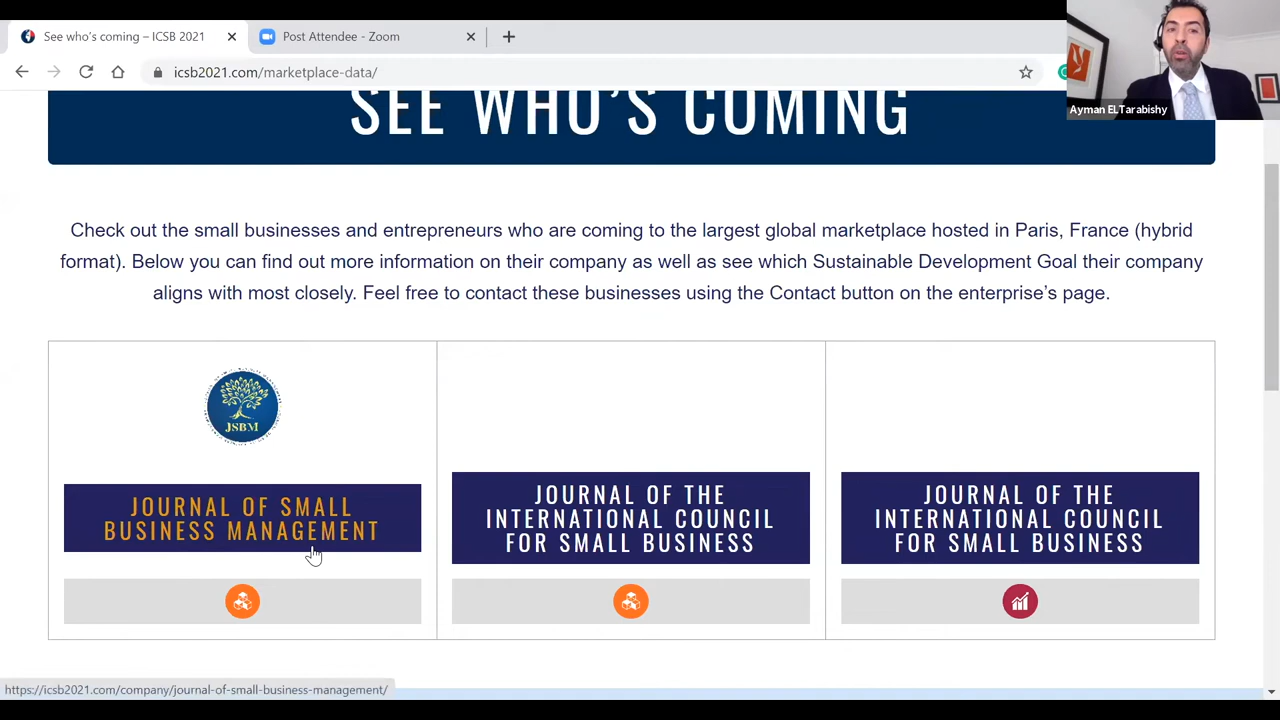 See who's coming – ICSB 2021
Post Attendee - Zoom
icsb2021.com/marketplace-data/
Ayman ELTarabishy
SEE WHO'S COMING
Check out the small businesses and entrepreneurs who are coming to the largest global marketplace hosted in Paris, France (hybrid
format). Below you can find out more information on their company as well as see which Sustainable Development Goal their company
aligns with most closely. Feel free to contact these businesses using the Contact button on the enterprise's page.
JSBM
JOURNAL OF SMALL
BUSINESS MANAGEMENT
JOURNAL OF THE
INTERNATIONAL COUNCIL
FOR SMALL BUSINESS
JOURNAL OF THE
INTERNATIONAL COUNCIL
FOR SMALL BUSINESS
https://icsb2021.com/company/journal-of-small-business-management/